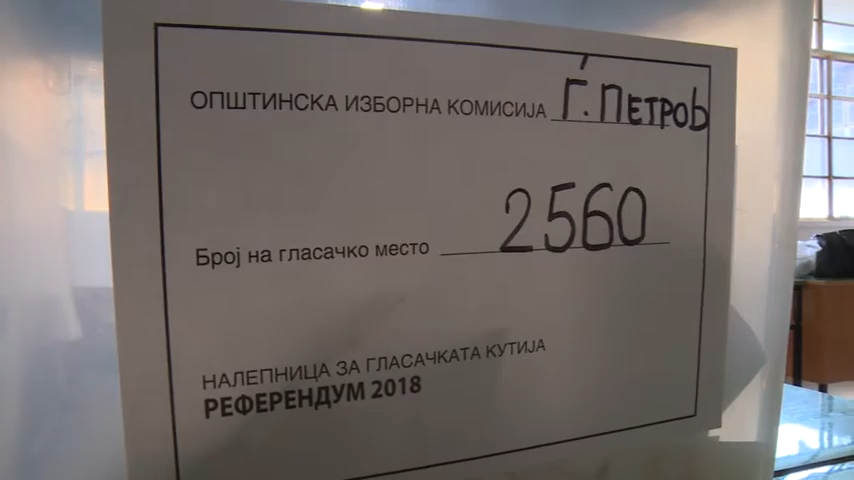 ОПШТИНСКА ИЗБОРНА КОМИСИЈА Ѓ. ПЕТРОВ
Број на гласачко место 2560
НАЛЕПНИЦА ЗА ГЛАСАЧКАТА КУТИЈА
РЕФЕРЕНДУМ 2018